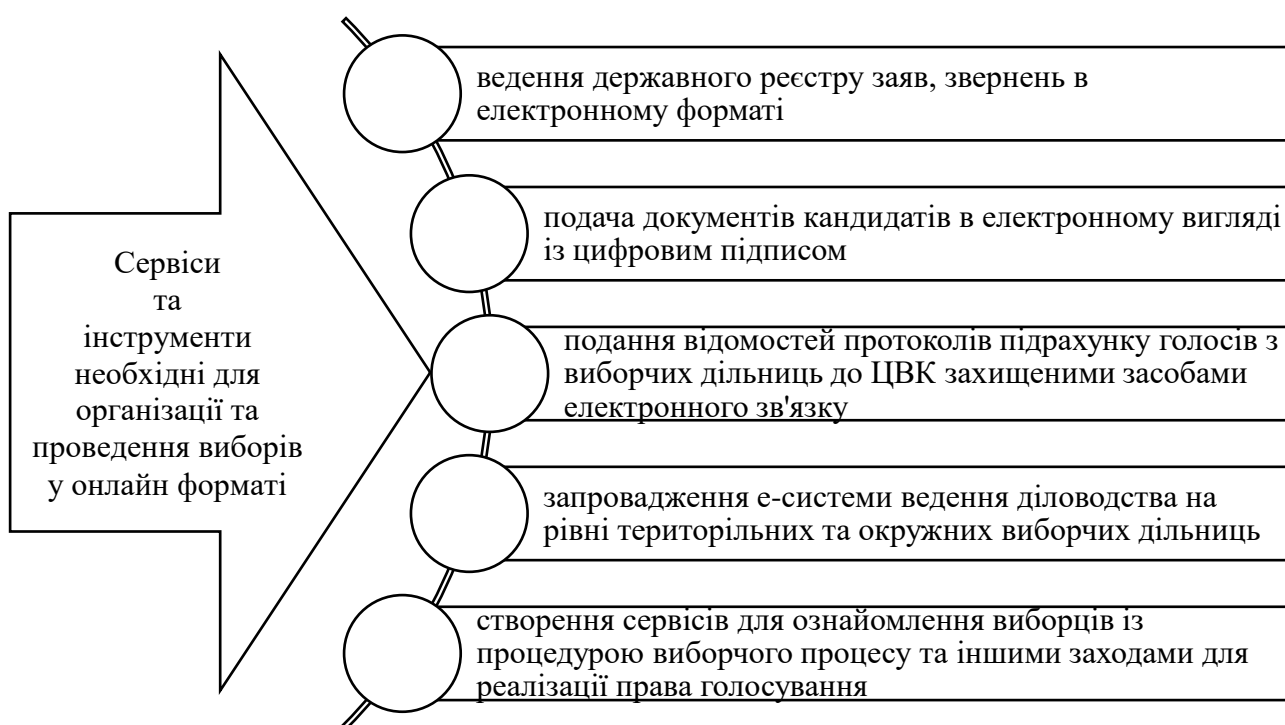 Сервіси
та
інструменти
необхідні для
організації та
проведення виборів
у онлайн форматі
ведення державного реєстру заяв, звернень в
електронному форматі
подача документів кандидатів в електронному вигляді
із цифровим підписом
подання відомостей протоколів підрахунку голосів з
виборчих дільниць до ЦВК захищеними засобами
електронного зв'язку
запровадження е-системи ведення діловодства на
рівні територільних та окружних виборчих дільниць
створення сервісів для ознайомлення виборців із
процедурою виборчого процесу та іншими заходами для
реалізації права голосування